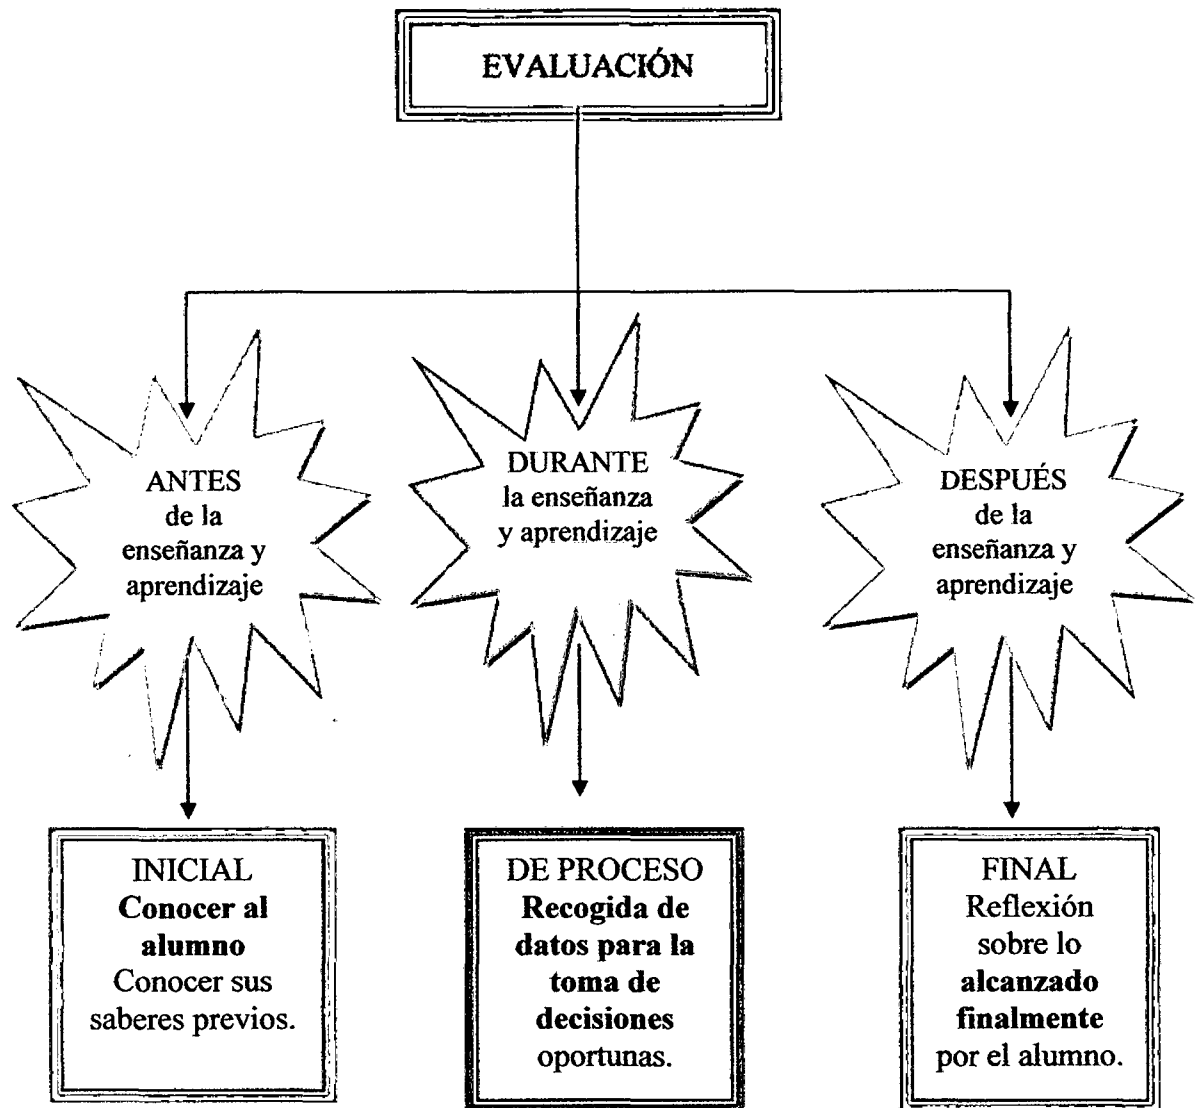 EVALUACIÓN
ANTES
de la
enseñanza y
aprendizaje
DURANTE
la enseñanza
y aprendizaje
DESPUÉS
de la
enseñanza y
aprendizaje
INICIAL
Conocer al
alumno
Conocer sus
saberes previos.
DE PROCESO
Recogida de
datos para la
toma de
decisiones
oportunas.
FINAL
Reflexión
sobre lo
alcanzado
finalmente
por el alumno.